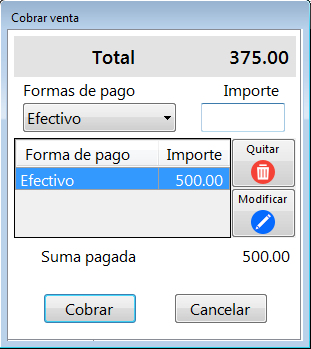 Cobrar venta
Total 375.00
Formas de pago Importe
Efectivo
Forma de pago Importe Quitar
Efectivo 500.00
Modificar
Suma pagada 500.00
Cobrar Cancelar